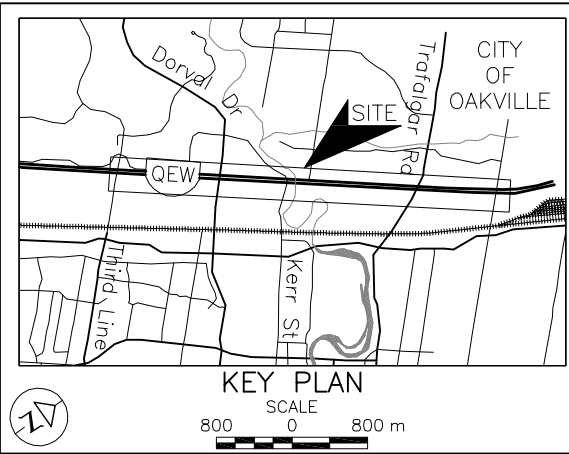 CITY
OF
OAKVILLE
Dorval Dr
Trafalgar Rd
SITE
QEW
Third Line
Kerr St
KEY PLAN
SCALE
800 0 800 m
N